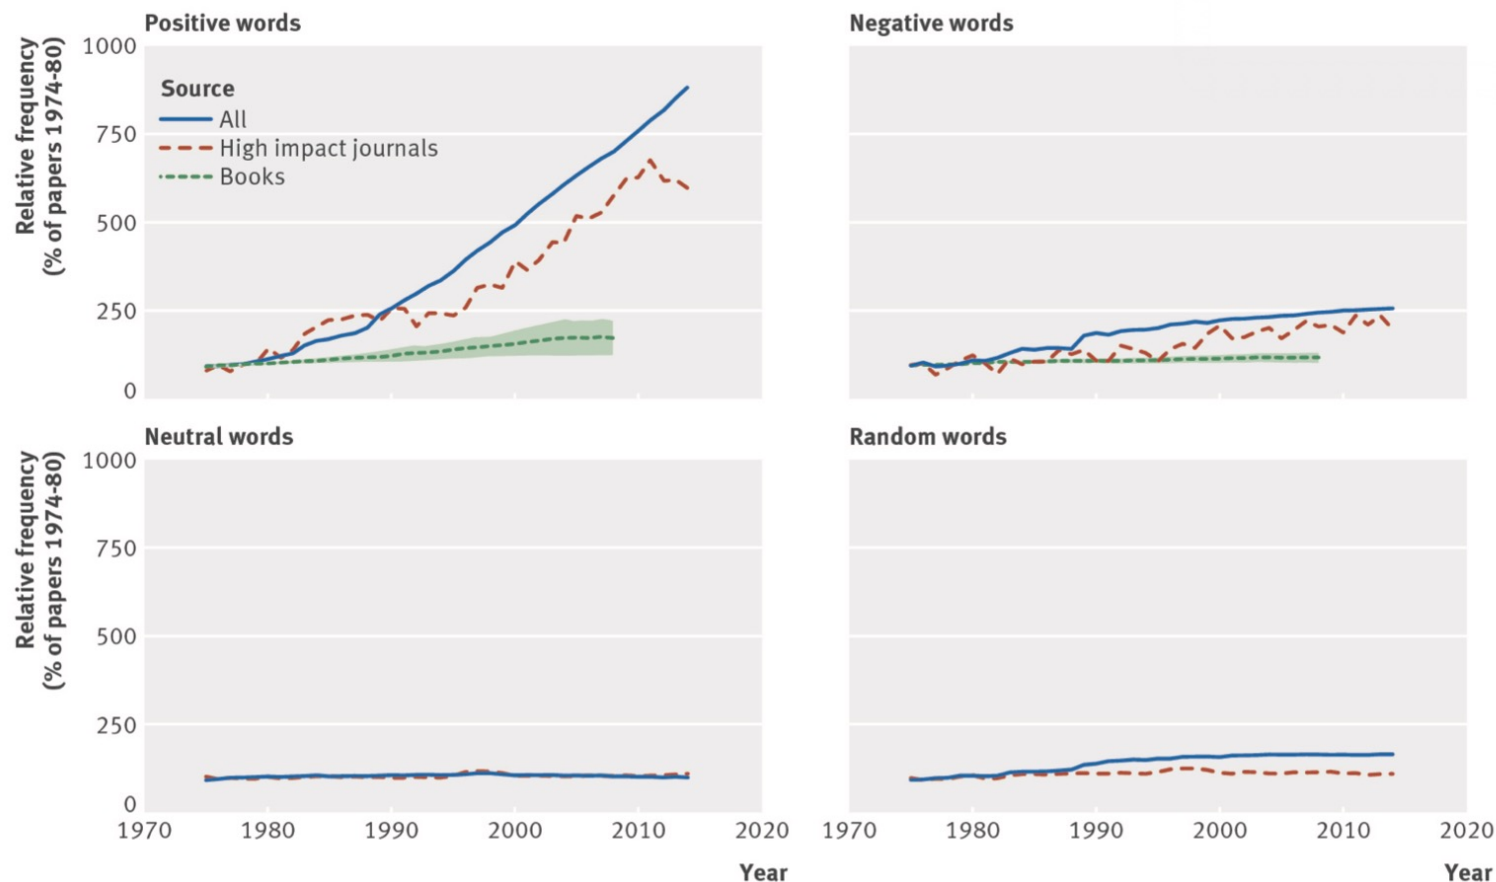 Positive words
Relative frequency
(% of papers 1974-80)
1000
750
500
250
0
Source
All
High impact journals
Books
Negative words
Neutral words
Relative frequency
(% of papers 1974-80)
1000
750
500
250
0
1970 1980 1990 2000 2010 2020
Year
Random words
1970 1980 1990 2000 2010 2020
Year